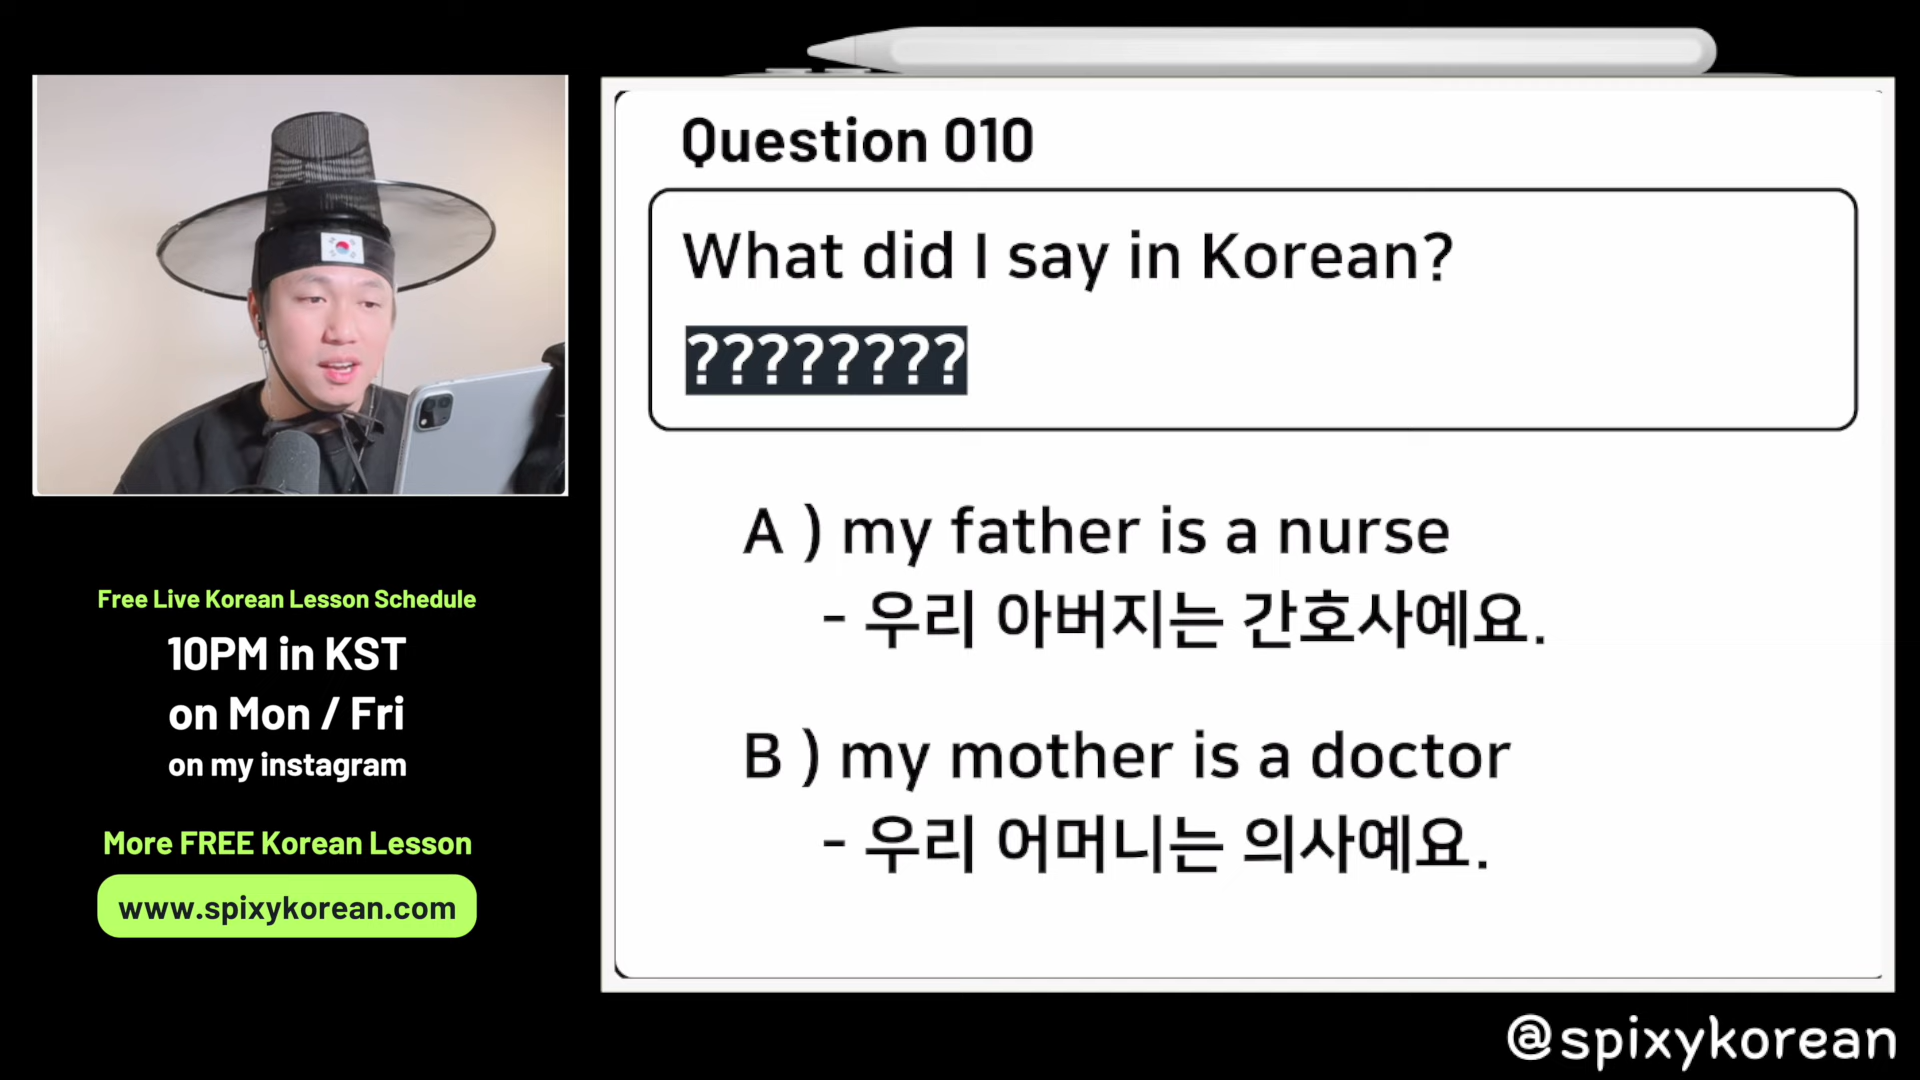 Free Live Korean Lesson Schedule
10PM in KST
on Mon / Fri
on my instagram
More FREE Korean Lesson
www.spixykorean.com
Question 010
What did I say in Korean?
????????
A ) my father is a nurse
- 우리 아버지는 간호사예요.
B ) my mother is a doctor
- 우리 어머니는 의사예요.
@spixykorean